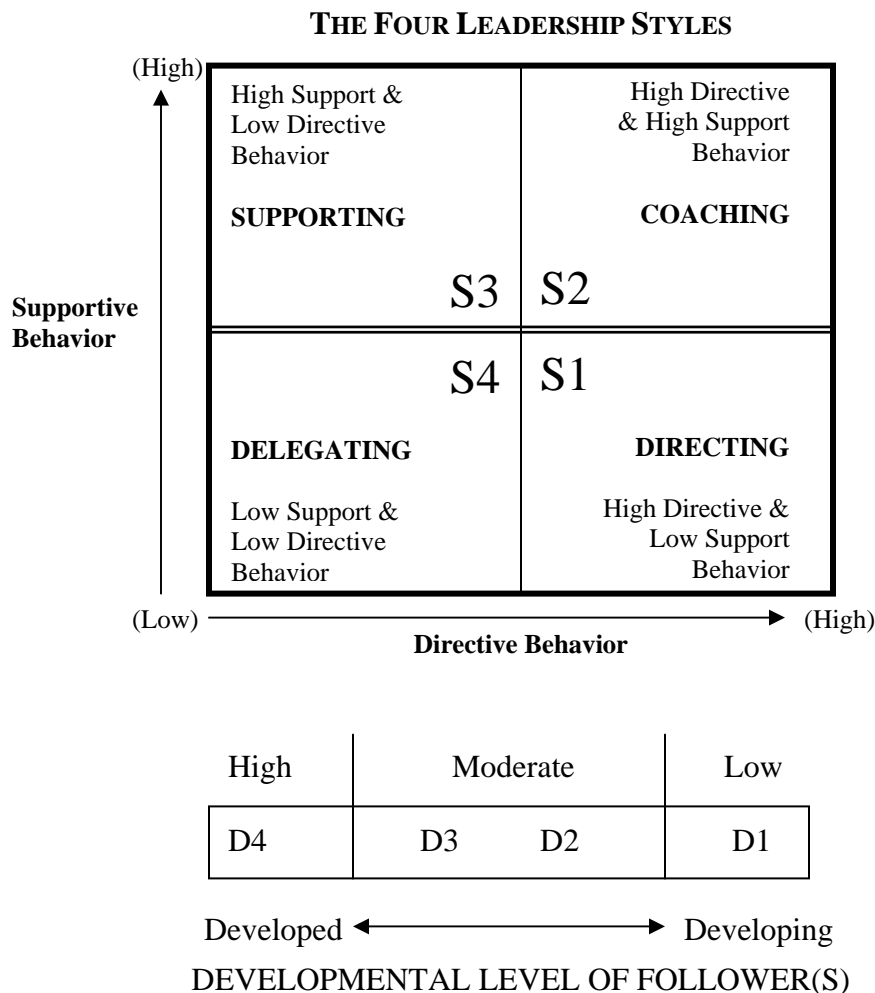 THE FOUR LEADERSHIP STYLES
(High)
High Support &
Low Directive
Behavior
SUPPORTING
S3
High Directive
& High Support
Behavior
COACHING
S2
Supportive
Behavior
S4
DELEGATING
Low Support &
Low Directive
Behavior
S1
DIRECTING
High Directive &
Low Support
Behavior
(Low)
(High)
Directive Behavior
High Moderate Low
D4 D3 D2 D1
Developed Developing
DEVELOPMENTAL LEVEL OF FOLLOWER(S)